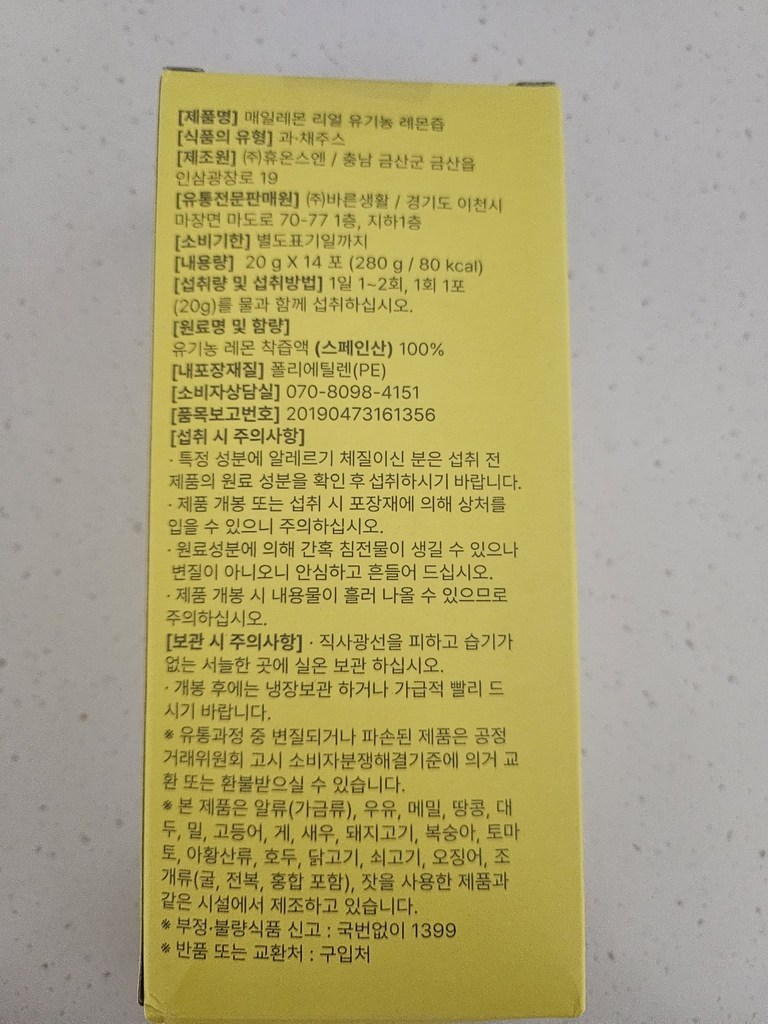 [제품명] 매일레몬 리얼 유기농 레몬즙
[식품의 유형] 과·채주스
[제조원] ㈜휴온스엔 / 충남 금산군 금산읍
인삼광장로 19
[유통전문판매원] ㈜바른생활 / 경기도 이천시
마장면 마도로 70-77 1층, 지하1층
[소비기한] 별도표기일까지
[내용량] 20 g X 14 포 (280 g / 80 kcal)
[섭취량 및 섭취방법] 1일 1~2회, 1회 1포
(20g)를 물과 함께 섭취하십시오.
[원료명 및 함량]
유기농 레몬 착즙액 (스페인산) 100%
[내포장재질] 폴리에틸렌(PE)
[소비자상담실] 070-8098-4151
[품목보고번호] 20190473161356
[섭취 시 주의사항]
· 특정 성분에 알레르기 체질이신 분은 섭취 전
제품의 원료 성분을 확인 후 섭취하시기 바랍니다.
· 제품 개봉 또는 섭취 시 포장재에 의해 상처를
입을 수 있으니 주의하십시오.
· 원료성분에 의해 간혹 침전물이 생길 수 있으나
변질이 아니오니 안심하고 흔들어 드십시오.
· 제품 개봉 시 내용물이 흘러 나올 수 있으므로
주의하십시오.
[보관 시 주의사항] · 직사광선을 피하고 습기가
없는 서늘한 곳에 실온 보관 하십시오.
· 개봉 후에는 냉장보관 하거나 가급적 빨리 드
시기 바랍니다.
※ 유통과정 중 변질되거나 파손된 제품은 공정
거래위원회 고시 소비자분쟁해결기준에 의거 교
환 또는 환불받으실 수 있습니다.
※ 본 제품은 알류(가금류), 우유, 메밀, 땅콩, 대
두, 밀, 고등어, 게, 새우, 돼지고기, 복숭아, 토마
토, 아황산류, 호두, 닭고기, 쇠고기, 오징어, 조
개류(굴, 전복, 홍합 포함), 잣을 사용한 제품과
같은 시설에서 제조하고 있습니다.
※ 부정·불량식품 신고 : 국번없이 1399
※ 반품 또는 교환처 : 구입처